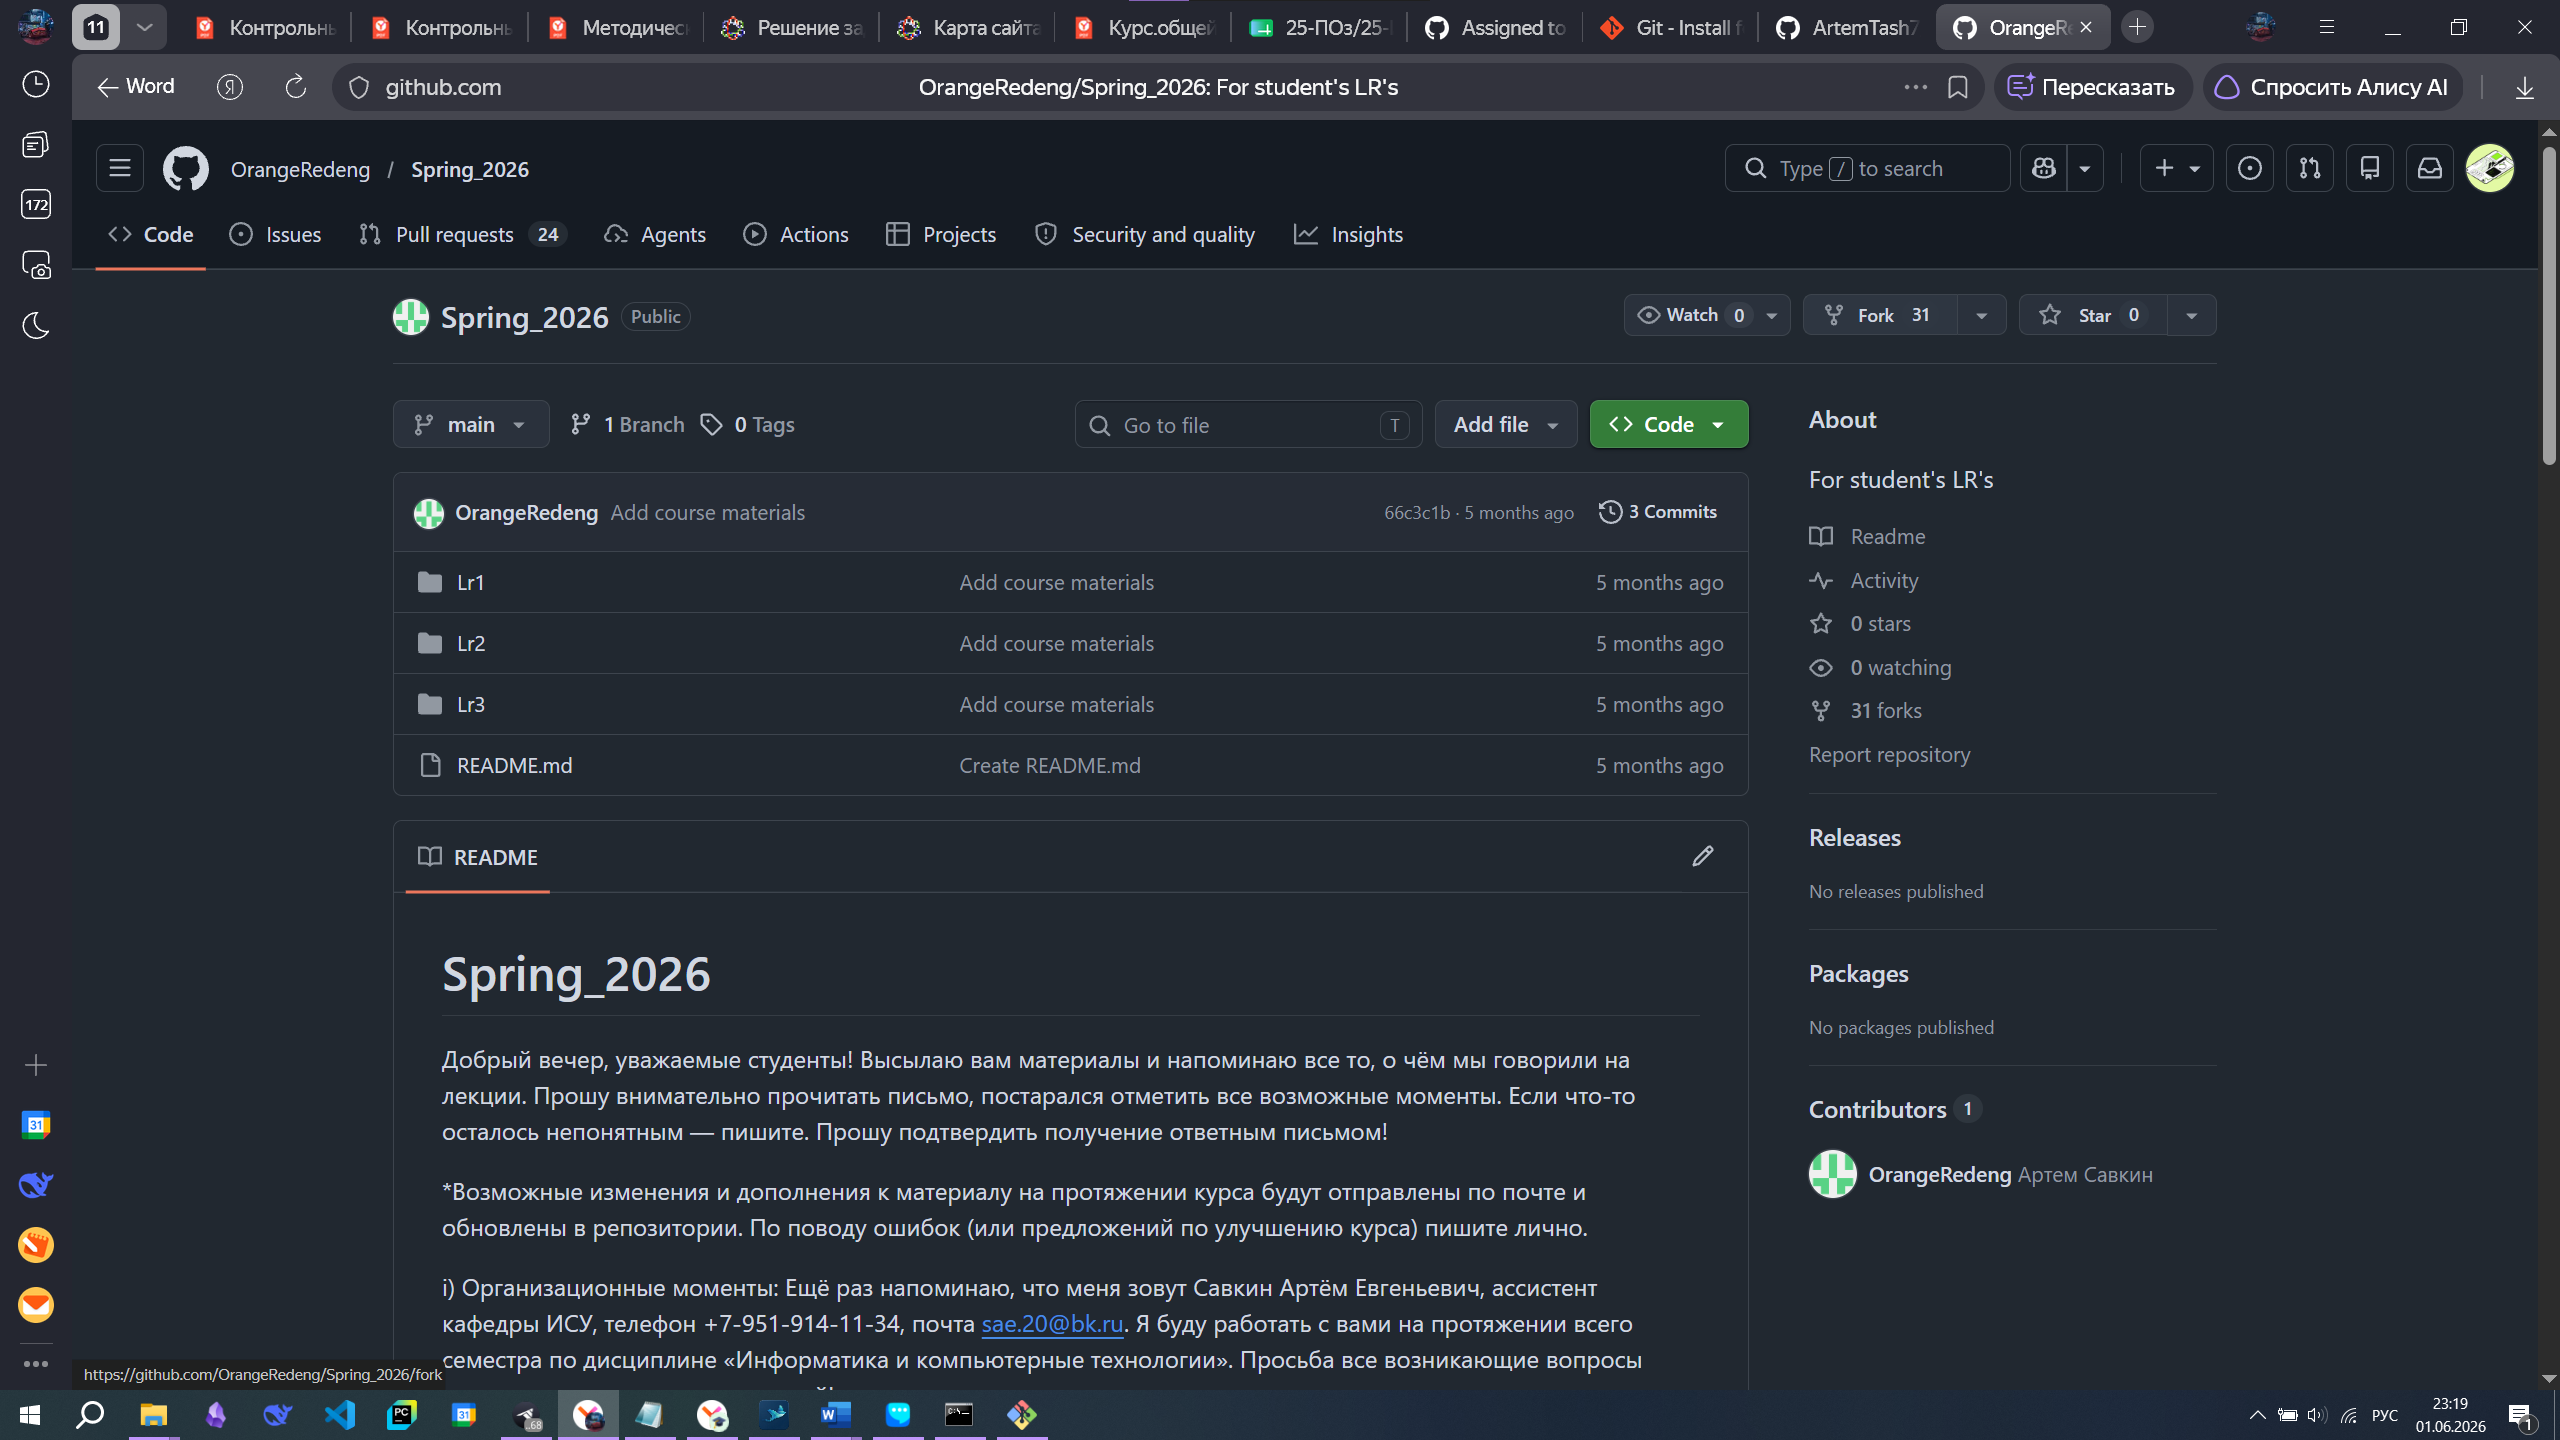 11
Контрольны
Контрольны
Методическ
Решение за
Карта сайта
Курс.общей
25-ПОз/25-
Assigned to
Git - Install f
ArtemTash7
OrangeRe
Word
github.com
OrangeRedeng/Spring_2026: For student's LR's
Пересказать
Спросить Алису AI
172
OrangeRedeng / Spring_2026
Type / to search
Code
Issues
Pull requests 24
Agents
Actions
Projects
Security and quality
Insights
Spring_2026 Public
Watch 0
Fork 31
Star 0
main
1 Branch
0 Tags
Go to file T
Add file
Code
OrangeRedeng Add course materials 66c3c1b · 5 months ago 3 Commits
Lr1 Add course materials 5 months ago
Lr2 Add course materials 5 months ago
Lr3 Add course materials 5 months ago
README.md Create README.md 5 months ago
README
Spring_2026
Добрый вечер, уважаемые студенты! Высылаю вам материалы и напоминаю все то, о чём мы говорили на
лекции. Прошу внимательно прочитать письмо, постарался отметить все возможные моменты. Если что-то
осталось непонятным — пишите. Прошу подтвердить получение ответным письмом!
*Возможные изменения и дополнения к материалу на протяжении курса будут отправлены по почте и
обновлены в репозитории. По поводу ошибок (или предложений по улучшению курса) пишите лично.
i) Организационные моменты: Ещё раз напоминаю, что меня зовут Савкин Артём Евгеньевич, ассистент
кафедры ИСУ, телефон +7-951-914-11-34, почта sae.20@bk.ru. Я буду работать с вами на протяжении всего
семестра по дисциплине «Информатика и компьютерные технологии». Просьба все возникающие вопросы
About
For student's LR's
Readme
Activity
0 stars
0 watching
31 forks
Report repository
Releases
No releases published
Packages
No packages published
Contributors 1
OrangeRedeng Артем Савкин
31
https://github.com/OrangeRedeng/Spring_2026/fork
PC
31
.68
W
РУС
23:19
01.06.2026
1